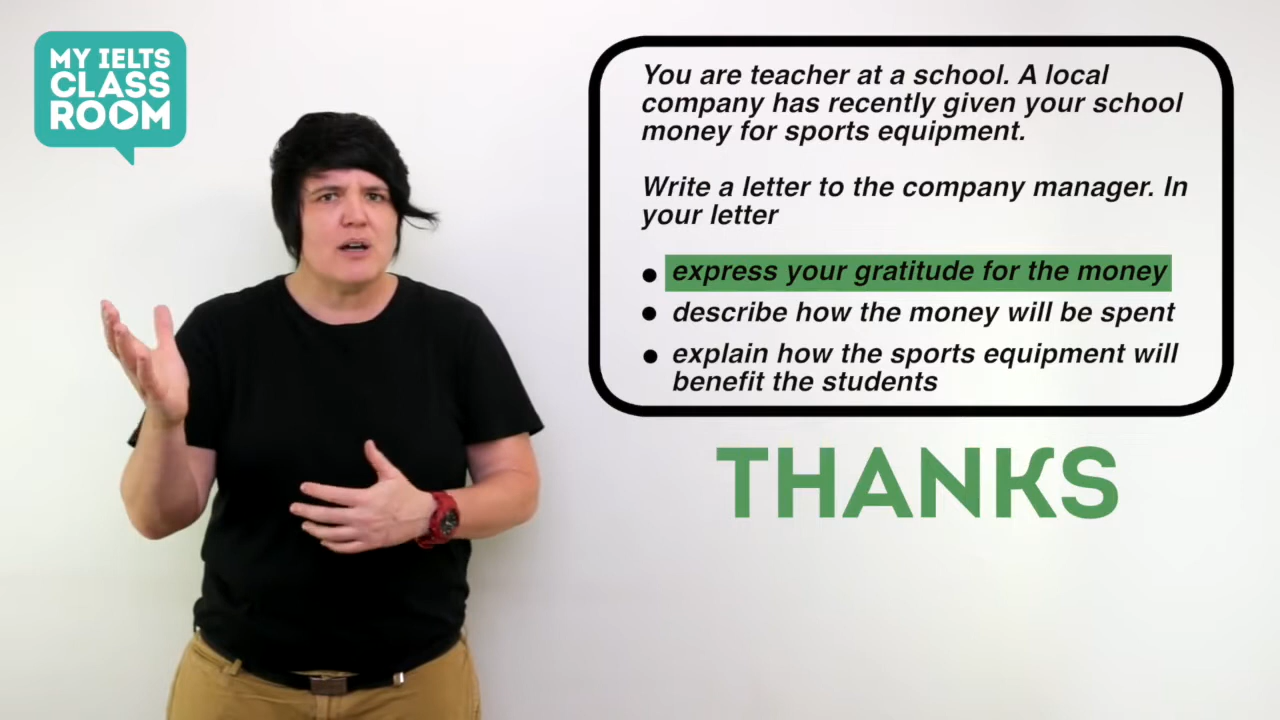 MY IELTS
CLASS
ROOM
You are teacher at a school. A local
company has recently given your school
money for sports equipment.
Write a letter to the company manager. In
your letter
● express your gratitude for the money
● describe how the money will be spent
● explain how the sports equipment will
benefit the students
THANKS